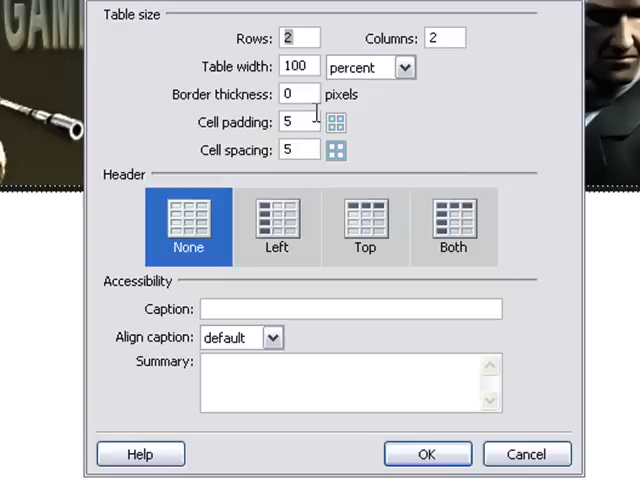 GAME
Table size
Rows: 2 Columns: 2
Table width: 100 percent
Border thickness: 0 pixels
Cell padding: 5
Cell spacing: 5
Header
None Left Top Both
Accessibility
Caption:
Align caption: default
Summary:
Help OK Cancel